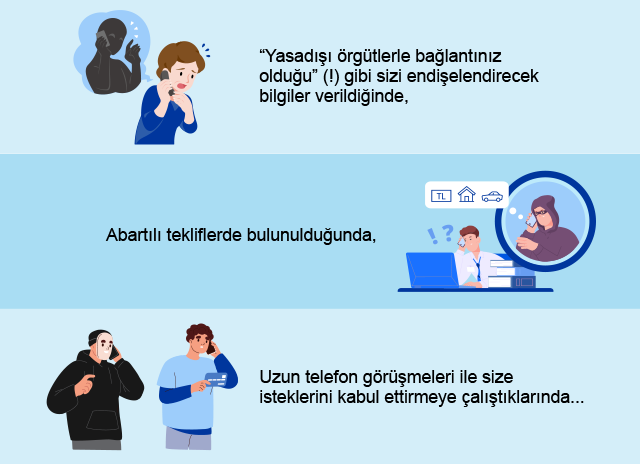 “Yasadışı örgütlerle bağlantınız
olduğu” (!) gibi sizi endişelendirecek
bilgiler verildiğinde,
TL
!??
Abartılı tekliflerde bulunulduğunda,
Uzun telefon görüşmeleri ile size
isteklerini kabul ettirmeye çalıştıklarında...